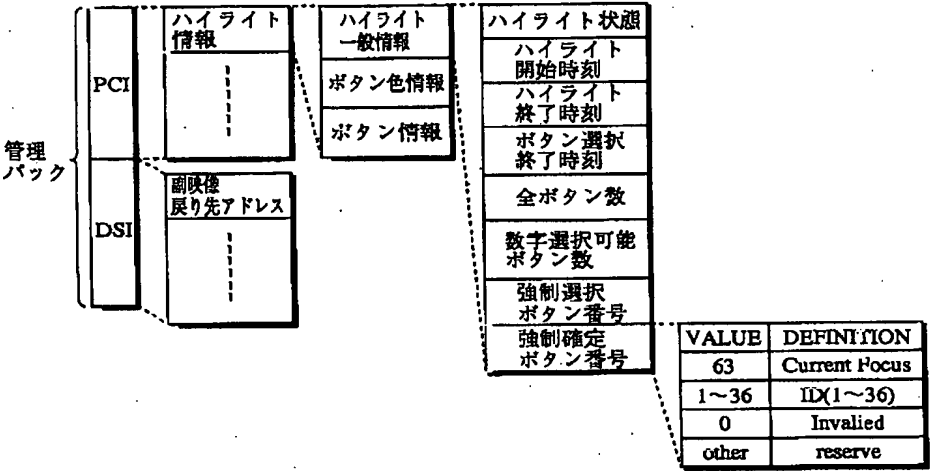 管理
パック
PCI
DSI
ハイライト
情報
副映像
戻り先アドレス
ハイライト
一般情報
ボタン色情報
ボタン情報
ハイライト状態
ハイライト
開始時刻
ハイライト
終了時刻
ボタン選択
終了時刻
全ボタン数
数字選択可能
ボタン数
強制選択
ボタン番号
強制確定
ボタン番号
VALUE DEFINITION
63 Current Focus
1～36 ID(1～36)
0 Invalied
other reserve